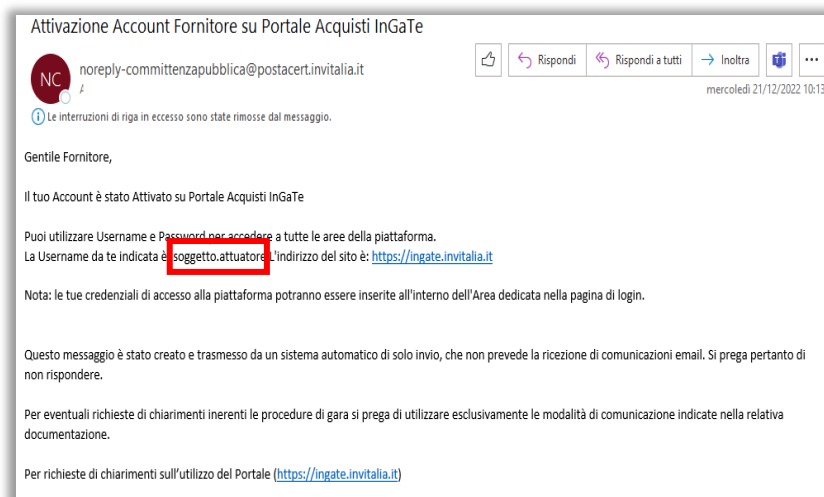 Attivazione Account Fornitore su Portale Acquisti InGaTe
NC
noreply-committenzapubblica@postacert.invitalia.it
A
Rispondi
Rispondi a tutti
Inoltra
mercoledì 21/12/2022 10:13
Le interruzioni di riga in eccesso sono state rimosse dal messaggio.
Gentile Fornitore,
Il tuo Account è stato Attivato su Portale Acquisti InGaTe
Puoi utilizzare Username e Password per accedere a tutte le aree della piattaforma.
La Username da te indicata è soggetto.attuatore L'indirizzo del sito è: https://ingate.invitalia.it
Nota: le tue credenziali di accesso alla piattaforma potranno essere inserite all'interno dell'Area dedicata nella pagina di login.
Questo messaggio è stato creato e trasmesso da un sistema automatico di solo invio, che non prevede la ricezione di comunicazioni email. Si prega pertanto di
non rispondere.
Per eventuali richieste di chiarimenti inerenti le procedure di gara si prega di utilizzare esclusivamente le modalità di comunicazione indicate nella relativa
documentazione.
Per richieste di chiarimenti sull'utilizzo del Portale (https://ingate.invitalia.it)